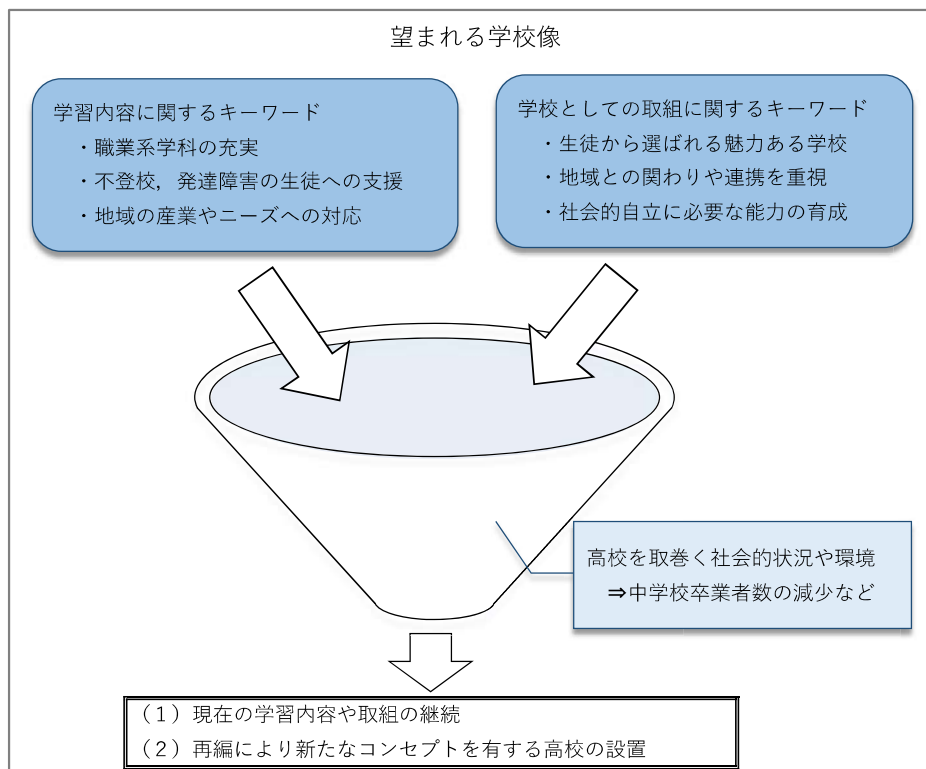 望まれる学校像
学習内容に関するキーワード
・職業系学科の充実
・不登校，発達障害の生徒への支援
・地域の産業やニーズへの対応
学校としての取組に関するキーワード
・生徒から選ばれる魅力ある学校
・地域との関わりや連携を重視
・社会的自立に必要な能力の育成
高校を取巻く社会的状況や環境
⇒中学校卒業者数の減少など
（１）現在の学習内容や取組の継続
（２）再編により新たなコンセプトを有する高校の設置